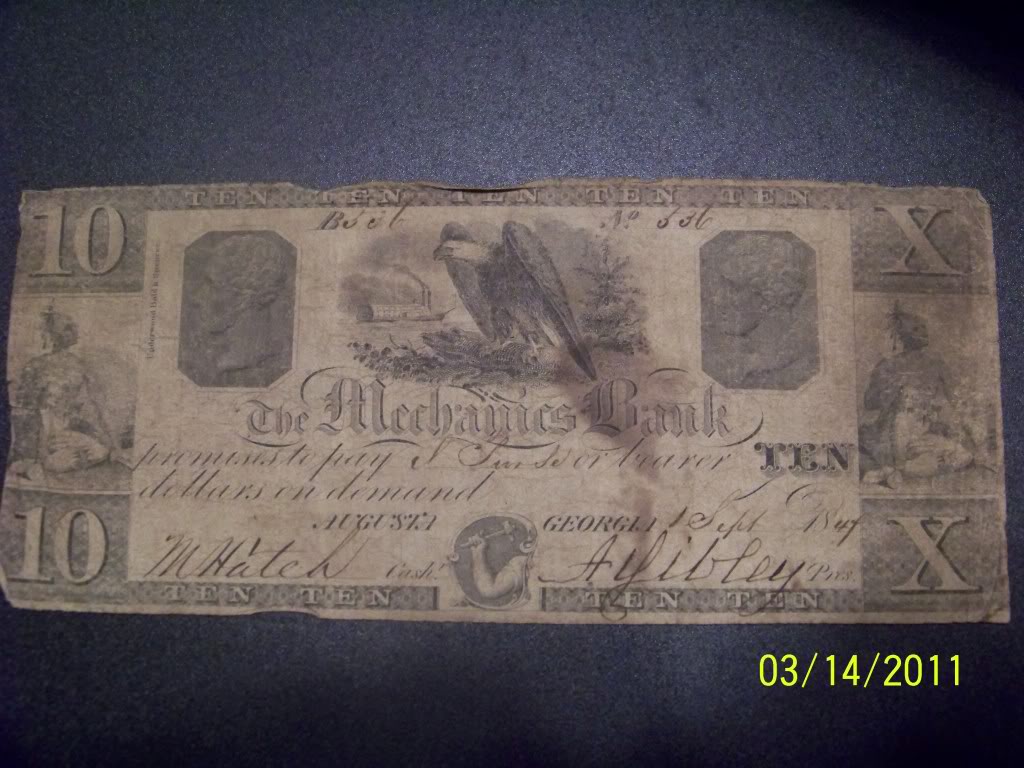 TEN TEN TEN TEN TEN
10 X
No 536
The Mechanics Bank
promises to pay or bearer TEN
dollars on demand
AUGUSTA GEORGIA 1 Sept 1847
M Hatch Cash. A Sibley Pres
10 X
TEN TEN TEN TEN
03/14/2011